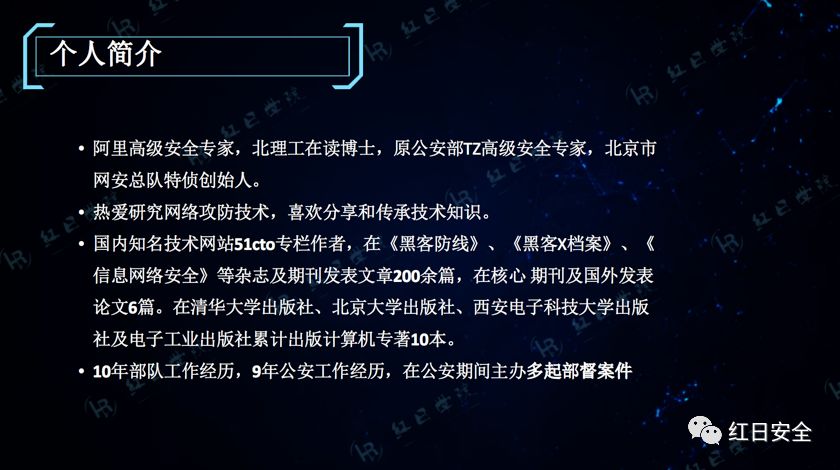 个人简介
• 阿里高级安全专家，北理工在读博士，原公安部TZ高级安全专家，北京市
网安总队特侦创始人。
• 热爱研究网络攻防技术，喜欢分享和传承技术知识。
• 国内知名技术网站51cto专栏作者，在《黑客防线》、《黑客X档案》、《
信息网络安全》等杂志及期刊发表文章200余篇，在核心 期刊及国外发表
论文6篇。在清华大学出版社、北京大学出版社、西安电子科技大学出版
社及电子工业出版社累计出版计算机专著10本。
• 10年部队工作经历，9年公安工作经历，在公安期间主办多起部督案件
红日安全